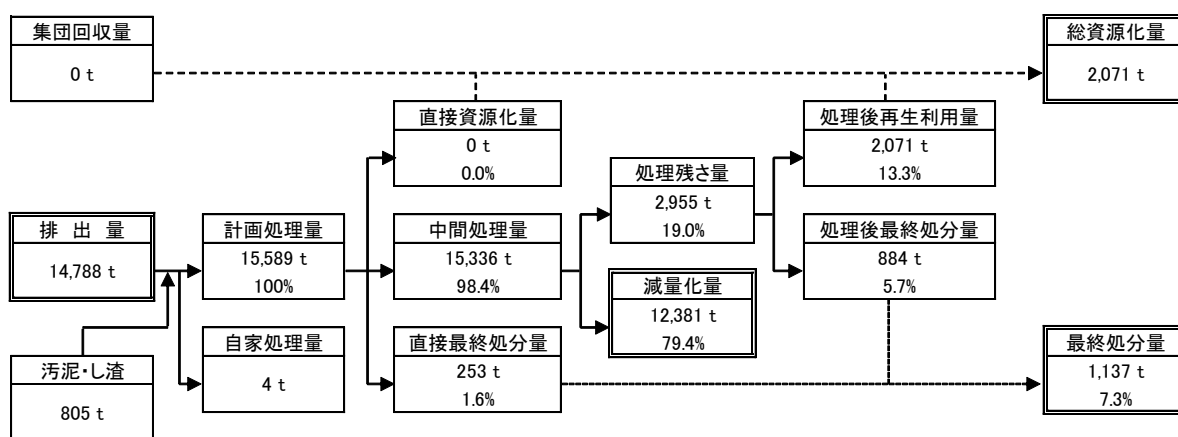 集団回収量
0 t
総資源化量
2,071 t
直接資源化量
0 t
0.0%
処理後再生利用量
2,071 t
13.3%
処理残さ量
2,955 t
19.0%
排 出 量
14,788 t
計画処理量
15,589 t
100%
中間処理量
15,336 t
98.4%
処理後最終処分量
884 t
5.7%
減量化量
12,381 t
79.4%
汚泥・し渣
805 t
自家処理量
4 t
直接最終処分量
253 t
1.6%
最終処分量
1,137 t
7.3%